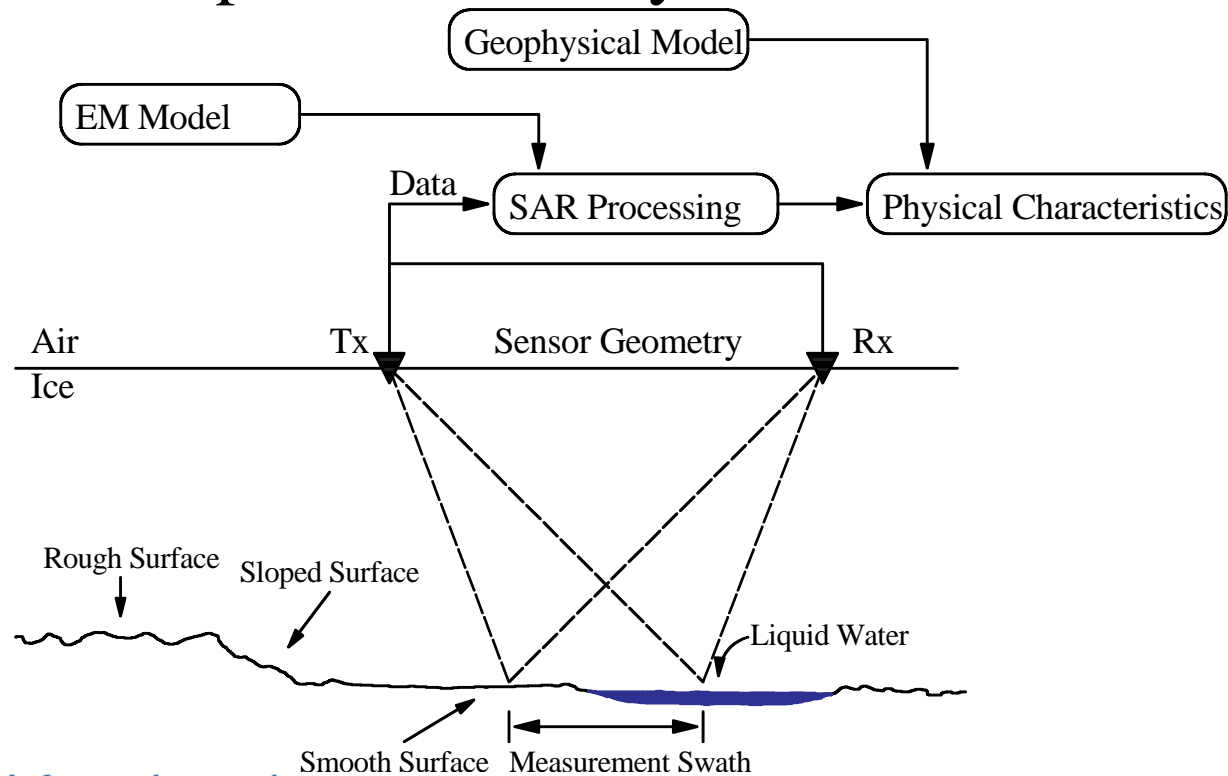 Geophysical Model
EM Model
Data
SAR Processing
Physical Characteristics
Air
Tx
Sensor Geometry
Rx
Ice
Rough Surface
Sloped Surface
Liquid Water
Smooth Surface
Measurement Swath